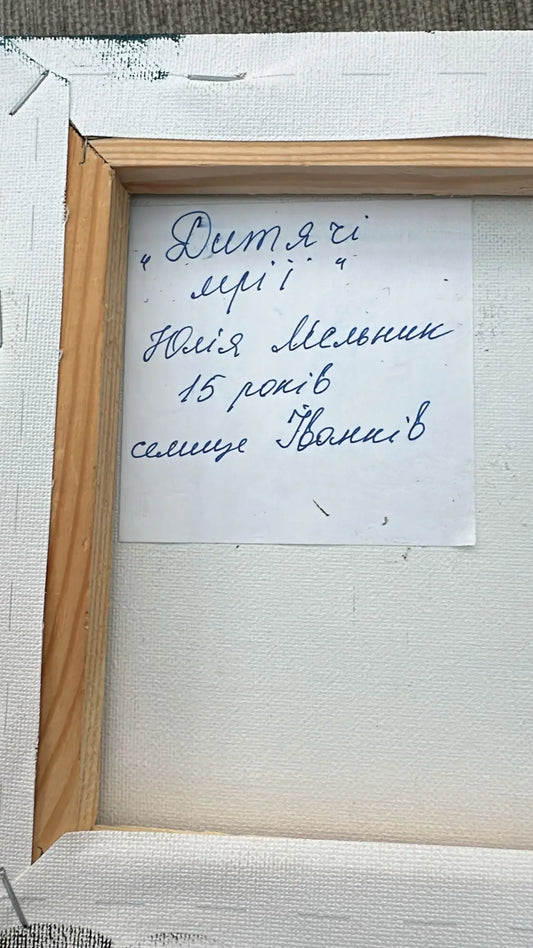 "Дитячі
мрії"
Юлія Мельник
15 років
селище Іванків